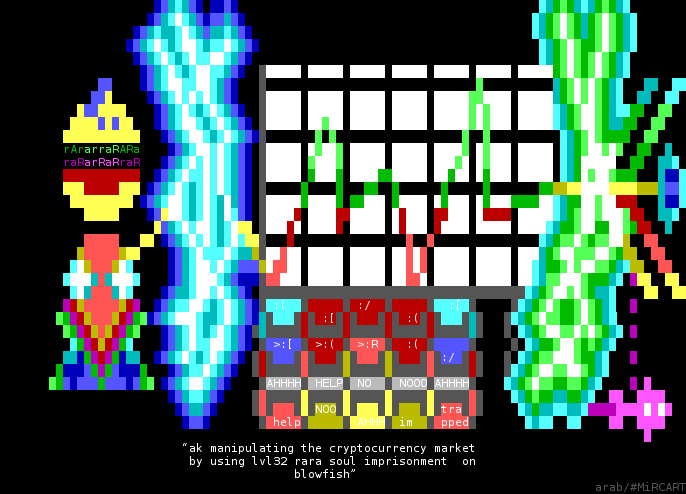 rArarraRARa
raRarRaRraR
:(
:/
:[
:[
:(
>:[
>:(
>:R
:(
:/
AHHHH HELP NO NOOO AHHHH
NOO
tra
help
im
pped
“ak manipulating the cryptocurrency market
by using lvl32 rara soul imprisonment on
blowfish”
arab/#MiRCART